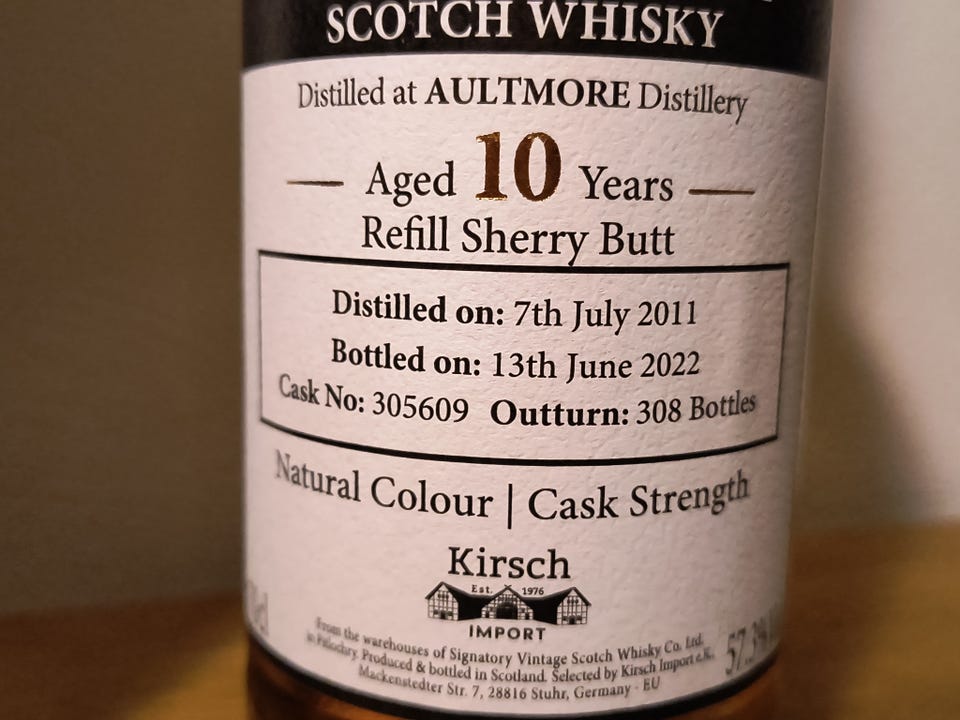 SCOTCH WHISKY
Distilled at AULTMORE Distillery
Aged 10 Years
Refill Sherry Butt
Distilled on: 7th July 2011
Bottled on: 13th June 2022
Cask No: 305609 Outturn: 308 Bottles
Natural Colour | Cask Strength
Kirsch
Est. 1976
IMPORT
From the warehouses of Signatory Vintage Scotch Whisky Co. Ltd.
in Pitlochry. Produced & bottled in Scotland. Selected by Kirsch Import e.K.
Mackenstedter Str. 7, 28816 Stuhr, Germany - EU
57.3%